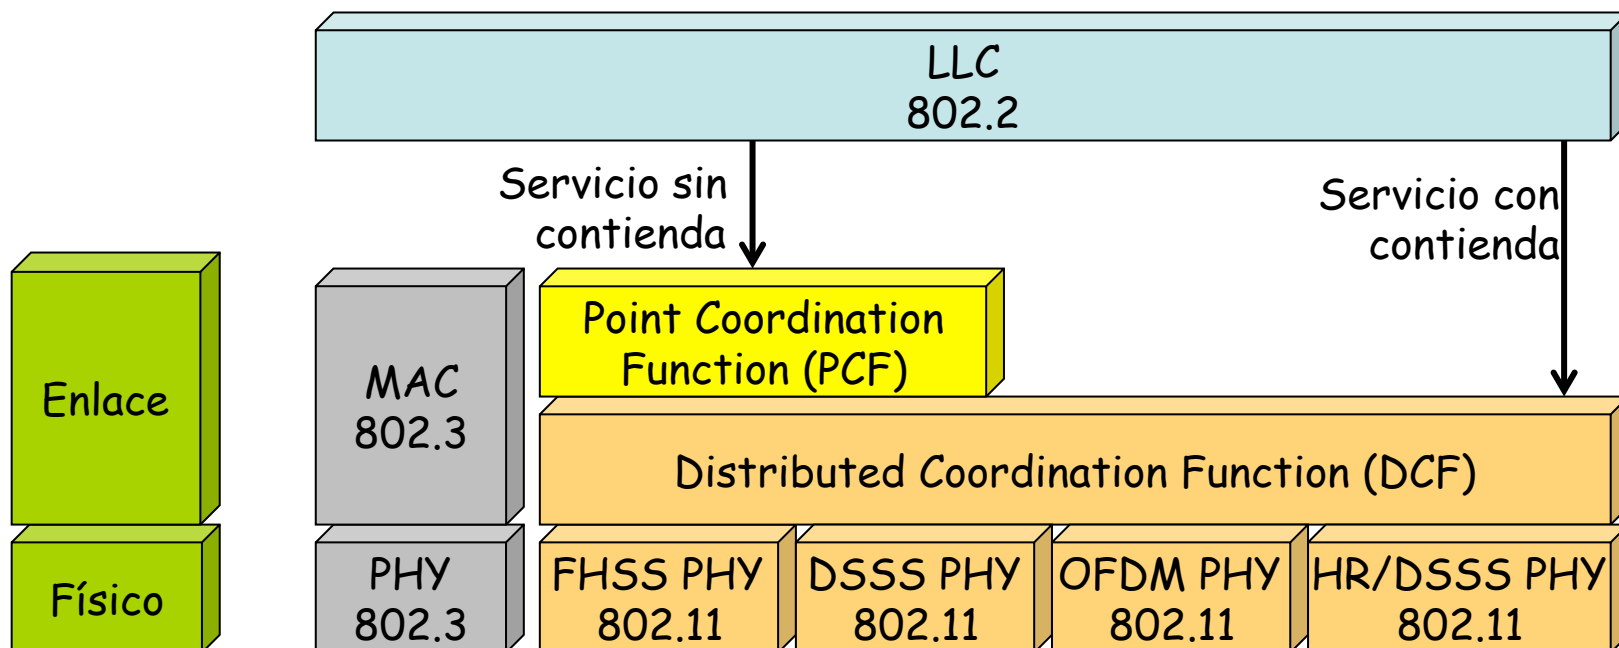 LLC
802.2
Servicio sin
contienda
Servicio con
contienda
Enlace
MAC
802.3
Point Coordination
Function (PCF)
Distributed Coordination Function (DCF)
Físico
PHY
802.3
FHSS PHY
802.11
DSSS PHY
802.11
OFDM PHY
802.11
HR/DSSS PHY
802.11